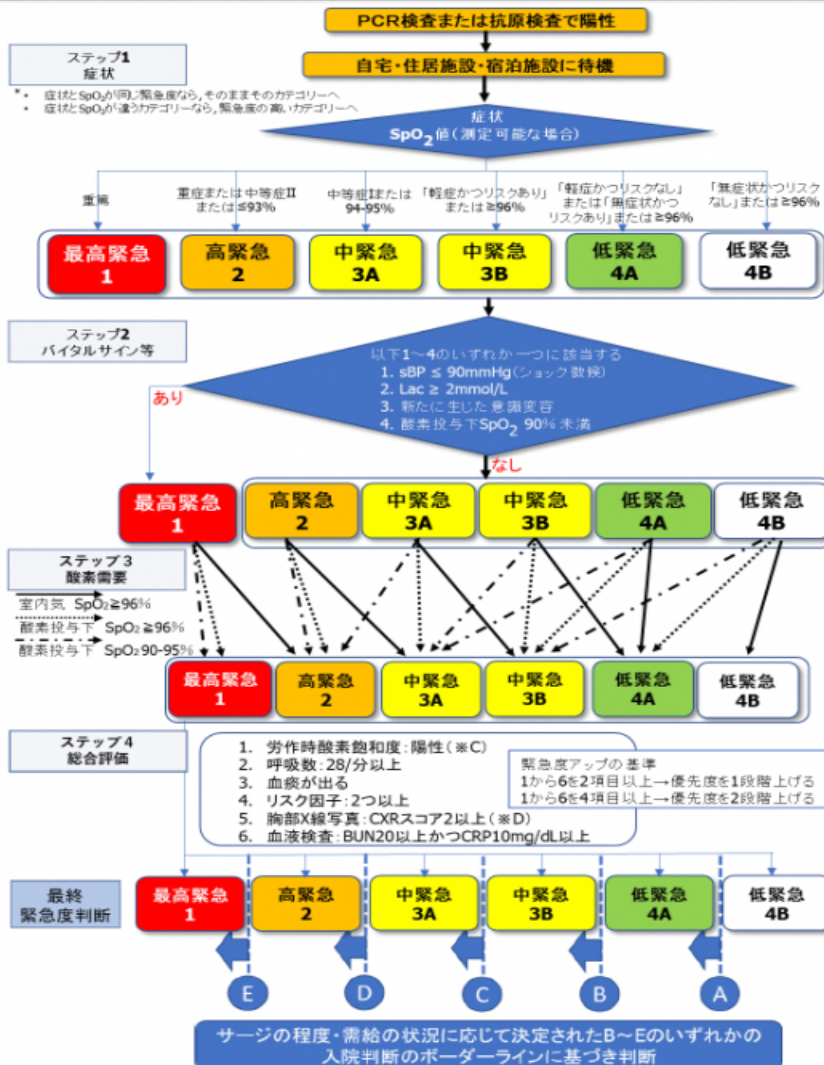 PCR検査または抗原検査で陽性
自宅・住居施設・宿泊施設に待機
ステップ1
症状
*・ 症状とSpO₂が同じ緊急度なら,そのままそのカテゴリーへ
・ 症状とSpO₂が違うカテゴリーなら,緊急度の高いカテゴリーへ
症状
SpO₂値(測定可能な場合)
重篤
重症または中等症II
または≦93%
中等症Iまたは
94-95%
「軽症かつリスクあり」
または≧96%
「軽症かつリスクなし」
または「無症状かつ
リスクあり」または≧96%
「無症状かつリスク
なし」または≧96%
最高緊急
1
高緊急
2
中緊急
3A
中緊急
3B
低緊急
4A
低緊急
4B
ステップ2
バイタルサイン等
以下1~4のいずれか一つに該当する
1. sBP ≤ 90mmHg(ショック徴候)
2. Lac ≥ 2mmol/L
3. 新たに生じた意識変容
4. 酸素投与下SpO₂ 90%未満
あり
なし
最高緊急
1
高緊急
2
中緊急
3A
中緊急
3B
低緊急
4A
低緊急
4B
ステップ3
酸素需要
室内気 SpO₂≧96%
酸素投与下 SpO₂≧96%
酸素投与下 SpO₂90-95%
最高緊急
1
高緊急
2
中緊急
3A
中緊急
3B
低緊急
4A
低緊急
4B
ステップ4
総合評価
1. 労作時酸素飽和度:陽性(※C)
2. 呼吸数:28/分以上
3. 血痰が出る
4. リスク因子:2つ以上
5. 胸部X線写真:CXRスコア2以上(※D)
6. 血液検査:BUN20以上かつCRP10mg/dL以上
緊急度アップの基準
1から6を2項目以上→優先度を1段階上げる
1から6を4項目以上→優先度を2段階上げる
最終
緊急度判断
最高緊急
1
高緊急
2
中緊急
3A
中緊急
3B
低緊急
4A
低緊急
4B
E
D
C
B
A
サージの程度・需給の状況に応じて決定されたB~Eのいずれかの
入院判断のボーダーラインに基づき判断